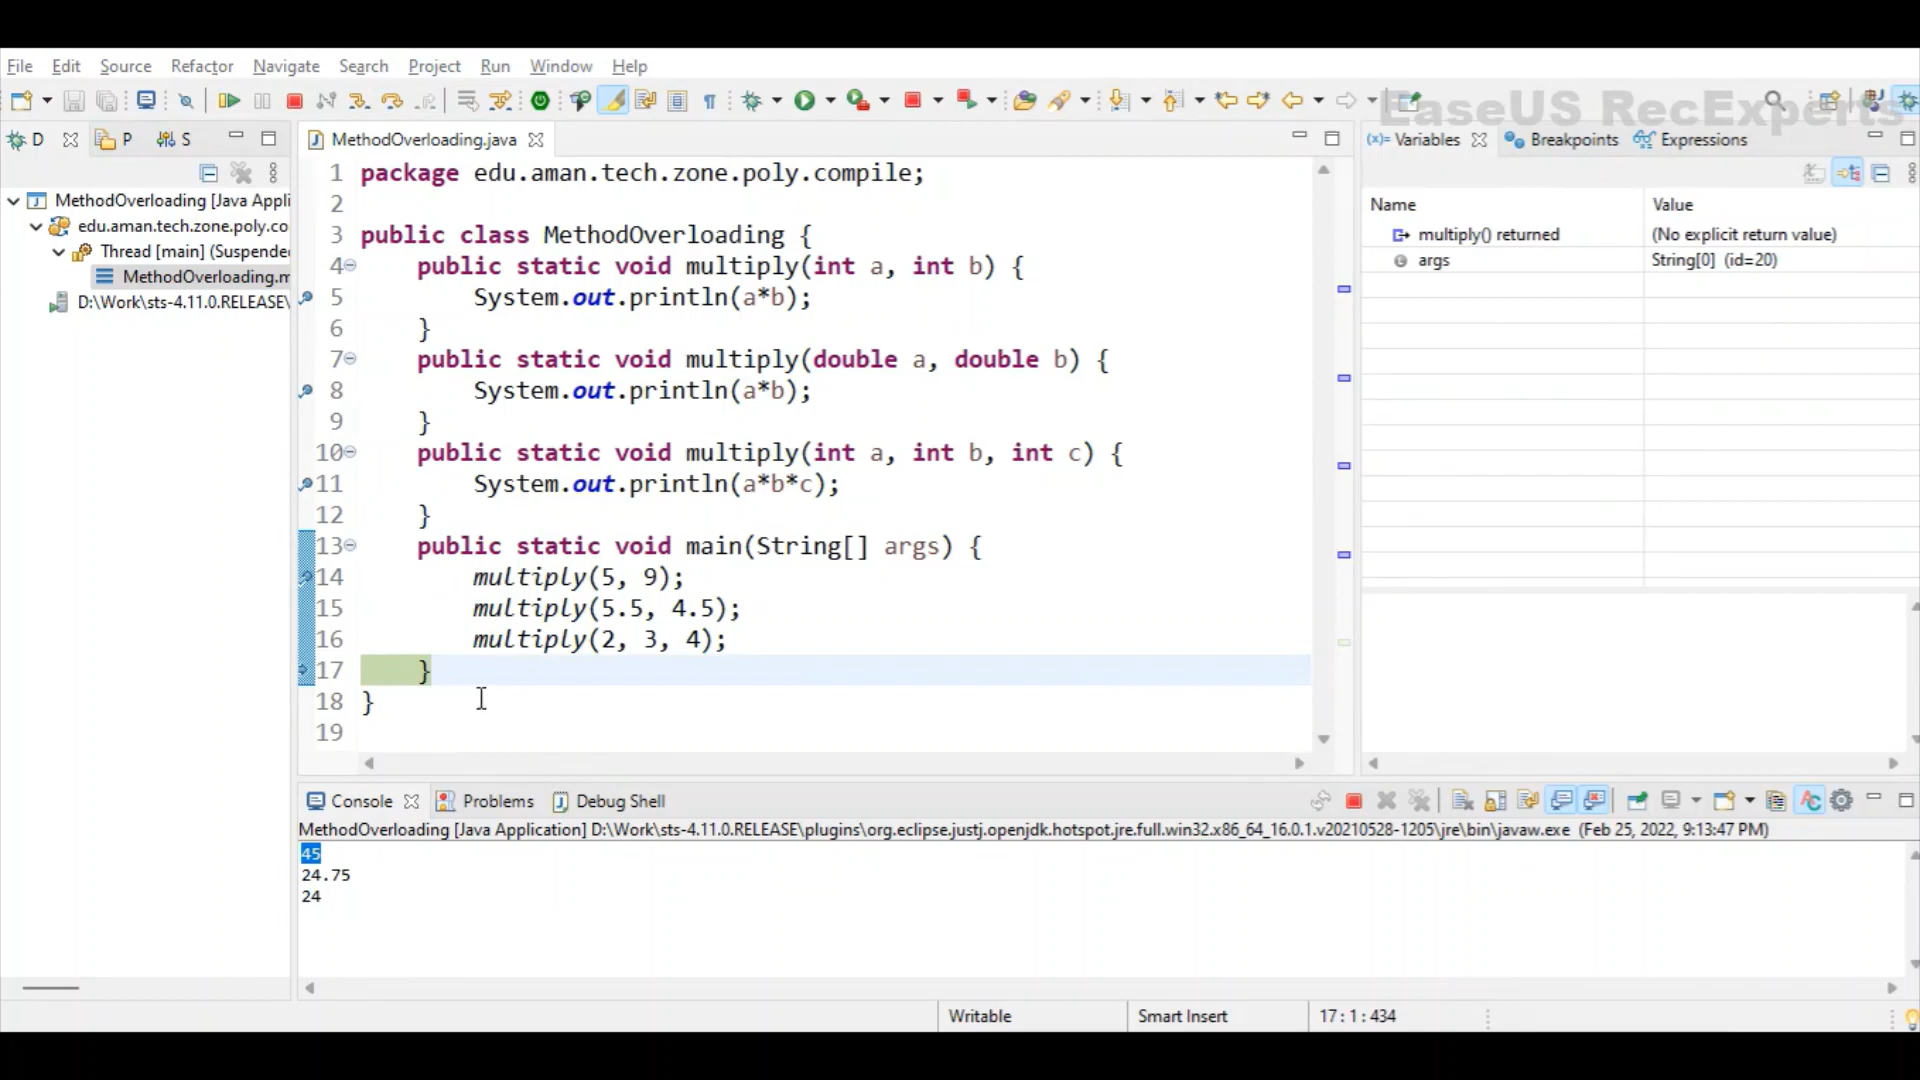 EaseUS RecExperts
File Edit Source Refactor Navigate Search Project Run Window Help
D P S
MethodOverloading [Java Appli
edu.aman.tech.zone.poly.co
Thread [main] (Suspende
MethodOverloading.m
D:\Work\sts-4.11.0.RELEASE\
MethodOverloading.java
1 package edu.aman.tech.zone.poly.compile;
2
3 public class MethodOverloading {
4 public static void multiply(int a, int b) {
5 System.out.println(a*b);
6 }
7 public static void multiply(double a, double b) {
8 System.out.println(a*b);
9 }
10 public static void multiply(int a, int b, int c) {
11 System.out.println(a*b*c);
12 }
13 public static void main(String[] args) {
14 multiply(5, 9);
15 multiply(5.5, 4.5);
16 multiply(2, 3, 4);
17 }
18 }
19
(x)= Variables Breakpoints Expressions
Name Value
multiply() returned (No explicit return value)
args String[0] (id=20)
Console Problems Debug Shell
MethodOverloading [Java Application] D:\Work\sts-4.11.0.RELEASE\plugins\org.eclipse.justj.openjdk.hotspot.jre.full.win32.x86_64_16.0.1.v20210528-1205\jre\bin\javaw.exe (Feb 25, 2022, 9:13:47 PM)
45
24.75
24
Writable Smart Insert 17 : 1 : 434